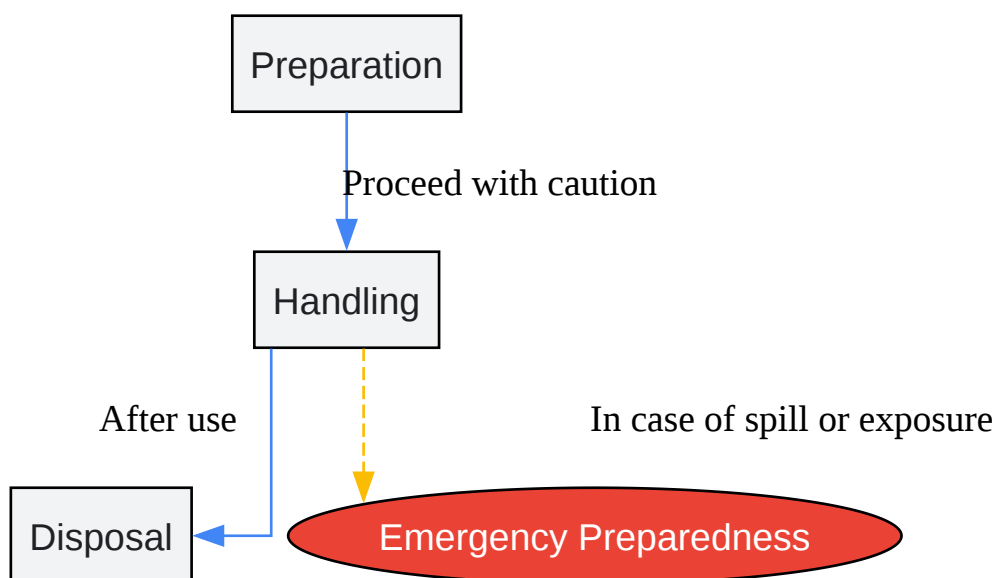 Preparation
Proceed with caution
Handling
After use
In case of spill or exposure
Disposal
Emergency Preparedness